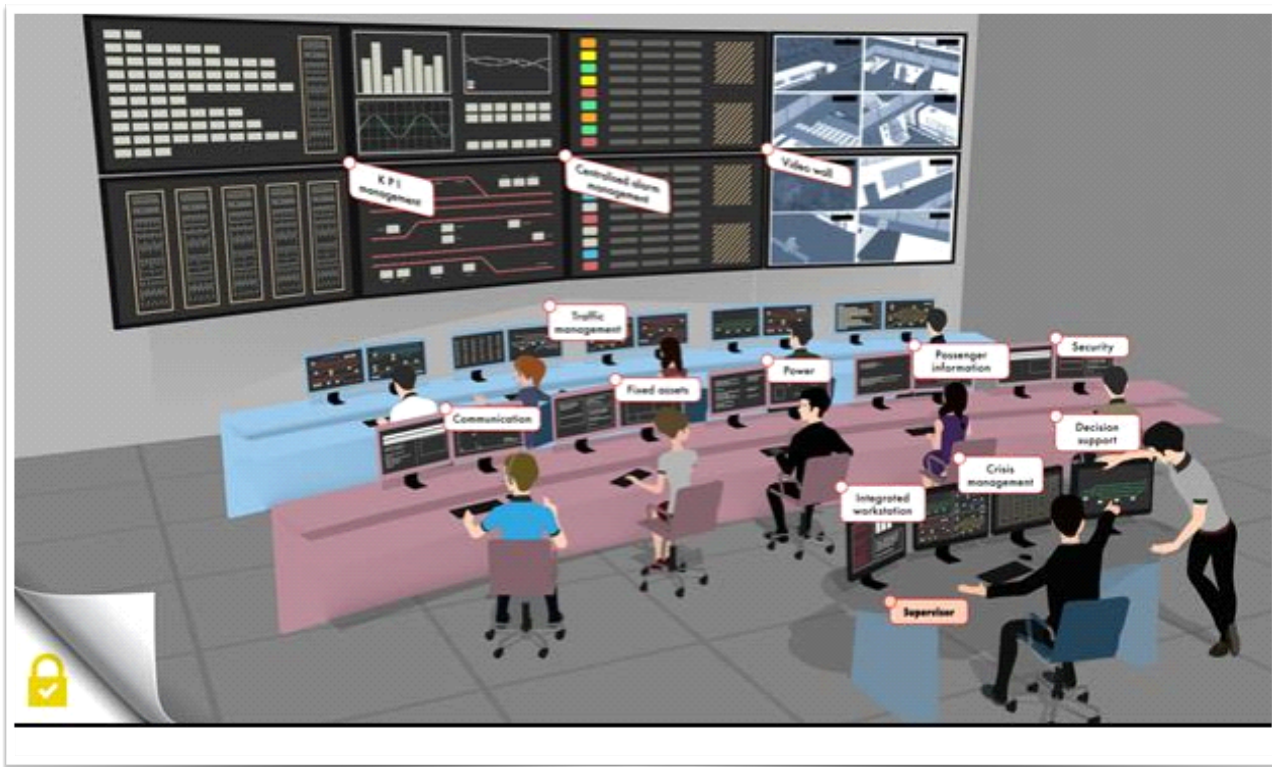 K P I
management
Centralised alarm
management
Video wall
Traffic
management
Passenger
information
Security
Power
Fixed assets
Communication
Decision
support
Crisis
management
Integrated
workstation
Supervisor